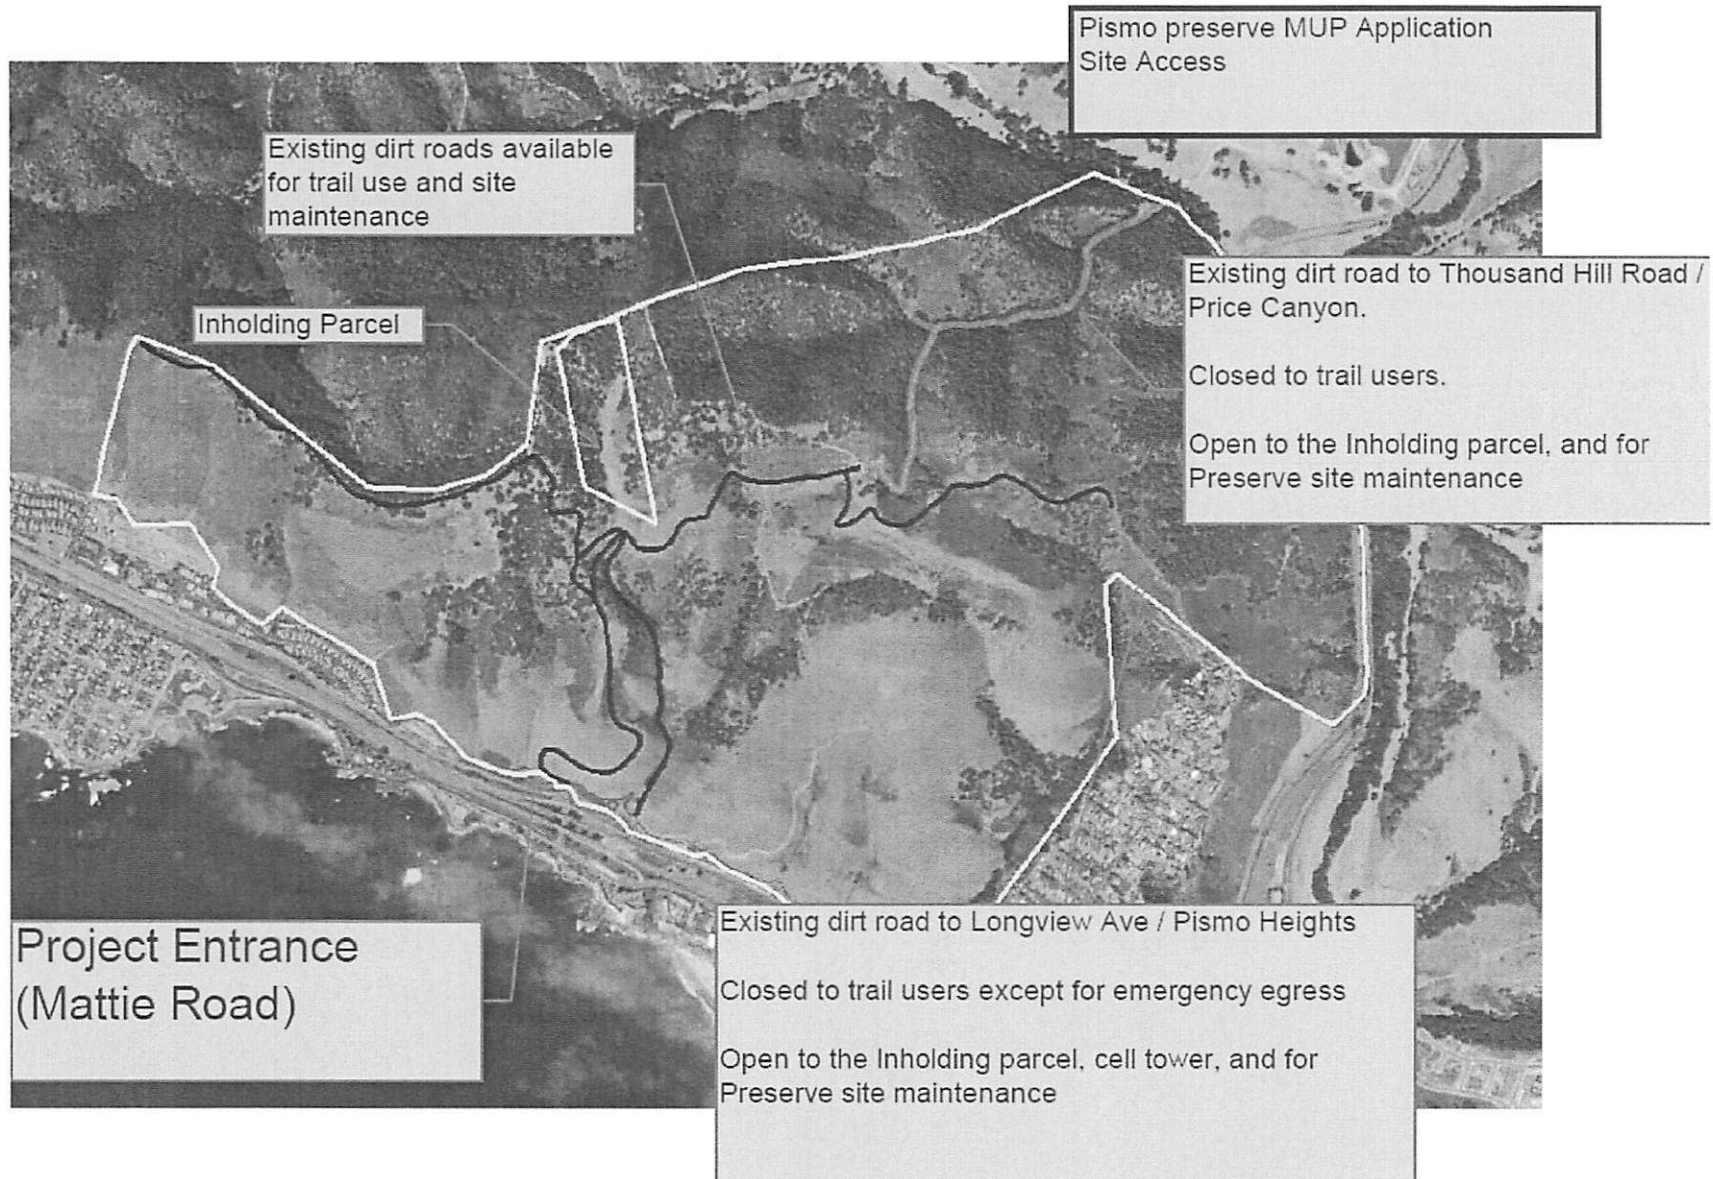 Pismo preserve MUP Application
Site Access
Existing dirt roads available
for trail use and site
maintenance
Inholding Parcel
Existing dirt road to Thousand Hill Road /
Price Canyon.
Closed to trail users.
Open to the Inholding parcel, and for
Preserve site maintenance
Project Entrance
(Mattie Road)
Existing dirt road to Longview Ave / Pismo Heights
Closed to trail users except for emergency egress
Open to the Inholding parcel, cell tower, and for
Preserve site maintenance